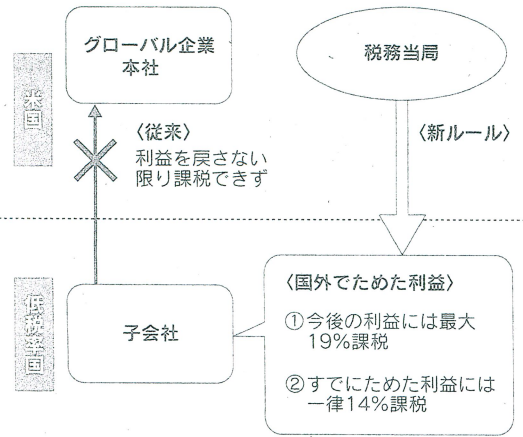 米国
グローバル企業
本社
税務当局
〈従来〉
利益を戻さない
限り課税できず
〈新ルール〉
低税率国
子会社
〈国外でためた利益〉
①今後の利益には最大
19%課税
②すでにためた利益には
一律14%課税